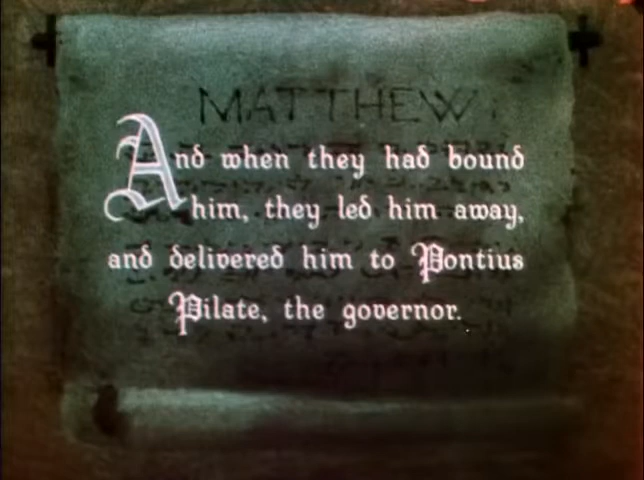 MATTHEW
And when they had bound
him, they led him away,
and delivered him to Pontius
Pilate, the governor.